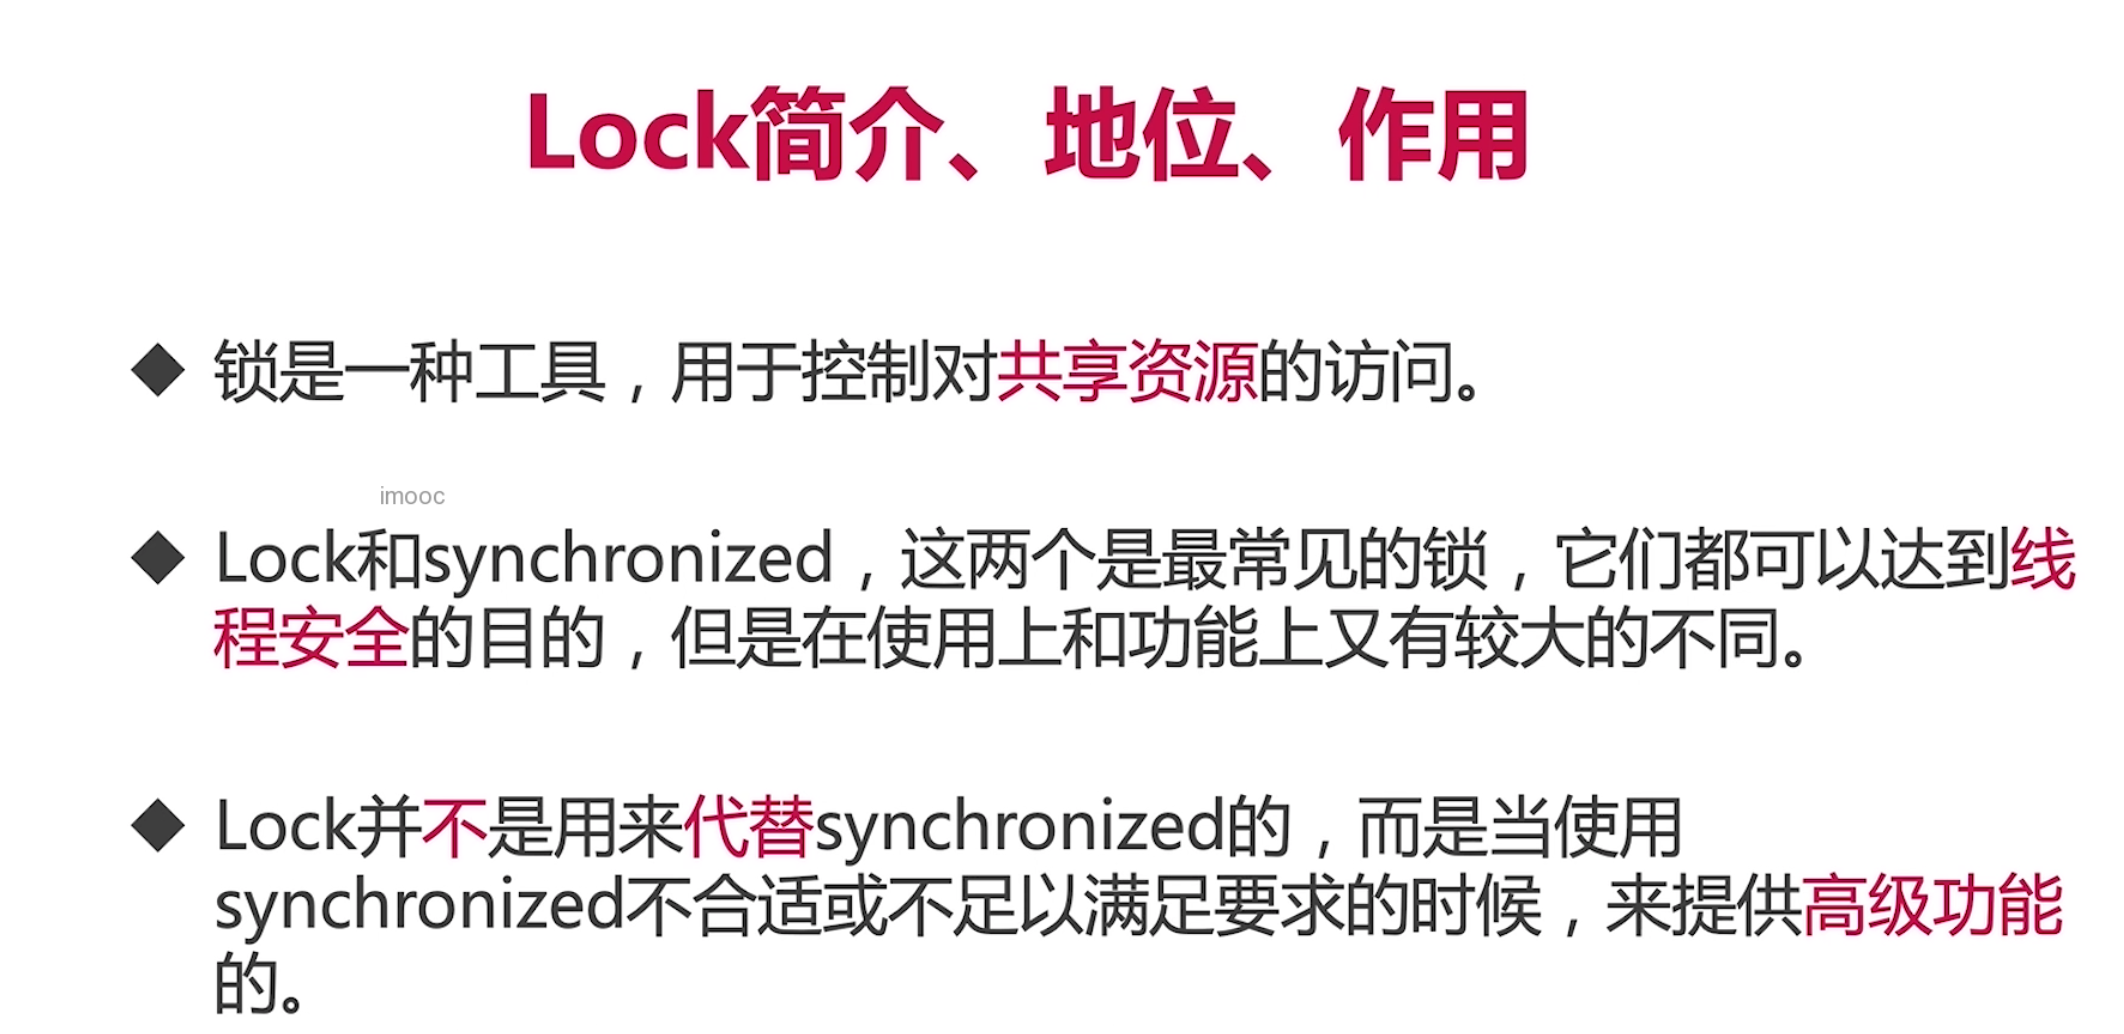 Lock简介、地位、作用
◆ 锁是一种工具，用于控制对共享资源的访问。
imooc
◆ Lock和synchronized，这两个是最常见的锁，它们都可以达到线
程安全的目的，但是在使用上和功能上又有较大的不同。
◆ Lock并不是用来代替synchronized的，而是当使用
synchronized不合适或不足以满足要求的时候，来提供高级功能
的。